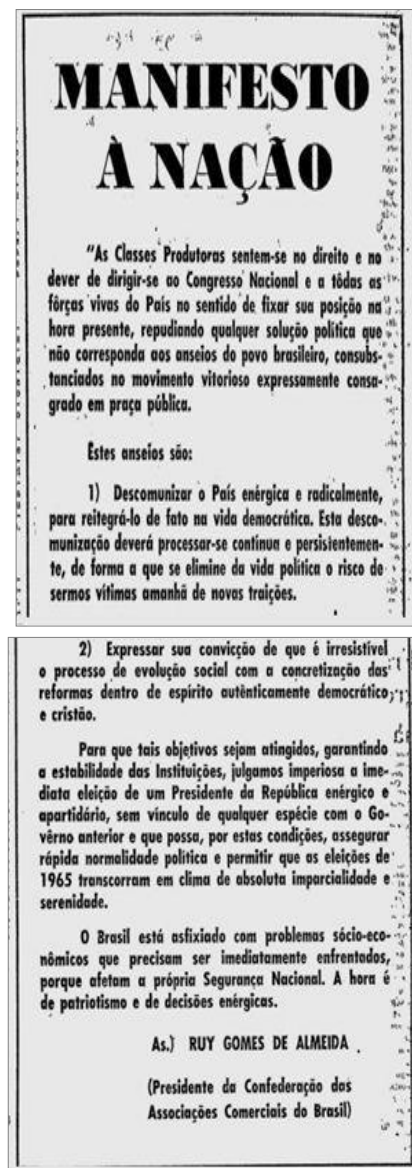 MANIFESTO
À NAÇÃO
"As Classes Produtoras sentem-se no direito e no
dever de dirigir-se ao Congresso Nacional e a tôdas as
fôrças vivas do País no sentido de fixar sua posição na
hora presente, repudiando qualquer solução política que
não corresponda aos anseios do povo brasileiro, consubs-
tanciados no movimento vitorioso expressamente consa-
grado em praça pública.
Estes anseios são:
1) Descomunizar o País enérgica e radicalmente,
para reitegrá-lo de fato na vida democrática. Esta desco-
munização deverá processar-se contínua e persistentemen-
te, de forma a que se elimine da vida política o risco de
sermos vítimas amanhã de novas traições.
2) Expressar sua convicção de que é irresistível
o processo de evolução social com a concretização das
reformas dentro de espírito autênticamente democrático
e cristão.
Para que tais objetivos sejam atingidos, garantindo
a estabilidade das Instituições, julgamos imperiosa a ime-
diata eleição de um Presidente da República enérgico e
apartidário, sem vínculo de qualquer espécie com o Go-
vêrno anterior e que possa, por estas condições, assegurar
rápida normalidade política e permitir que as eleições de
1965 transcorram em clima de absoluta imparcialidade e
serenidade.
O Brasil está asfixiado com problemas sócio-eco-
nômicos que precisam ser imediatamente enfrentados,
porque afetam a própria Segurança Nacional. A hora é
de patriotismo e de decisões enérgicas.
As.) RUY GOMES DE ALMEIDA
(Presidente da Confederação das
Associações Comerciais do Brasil)